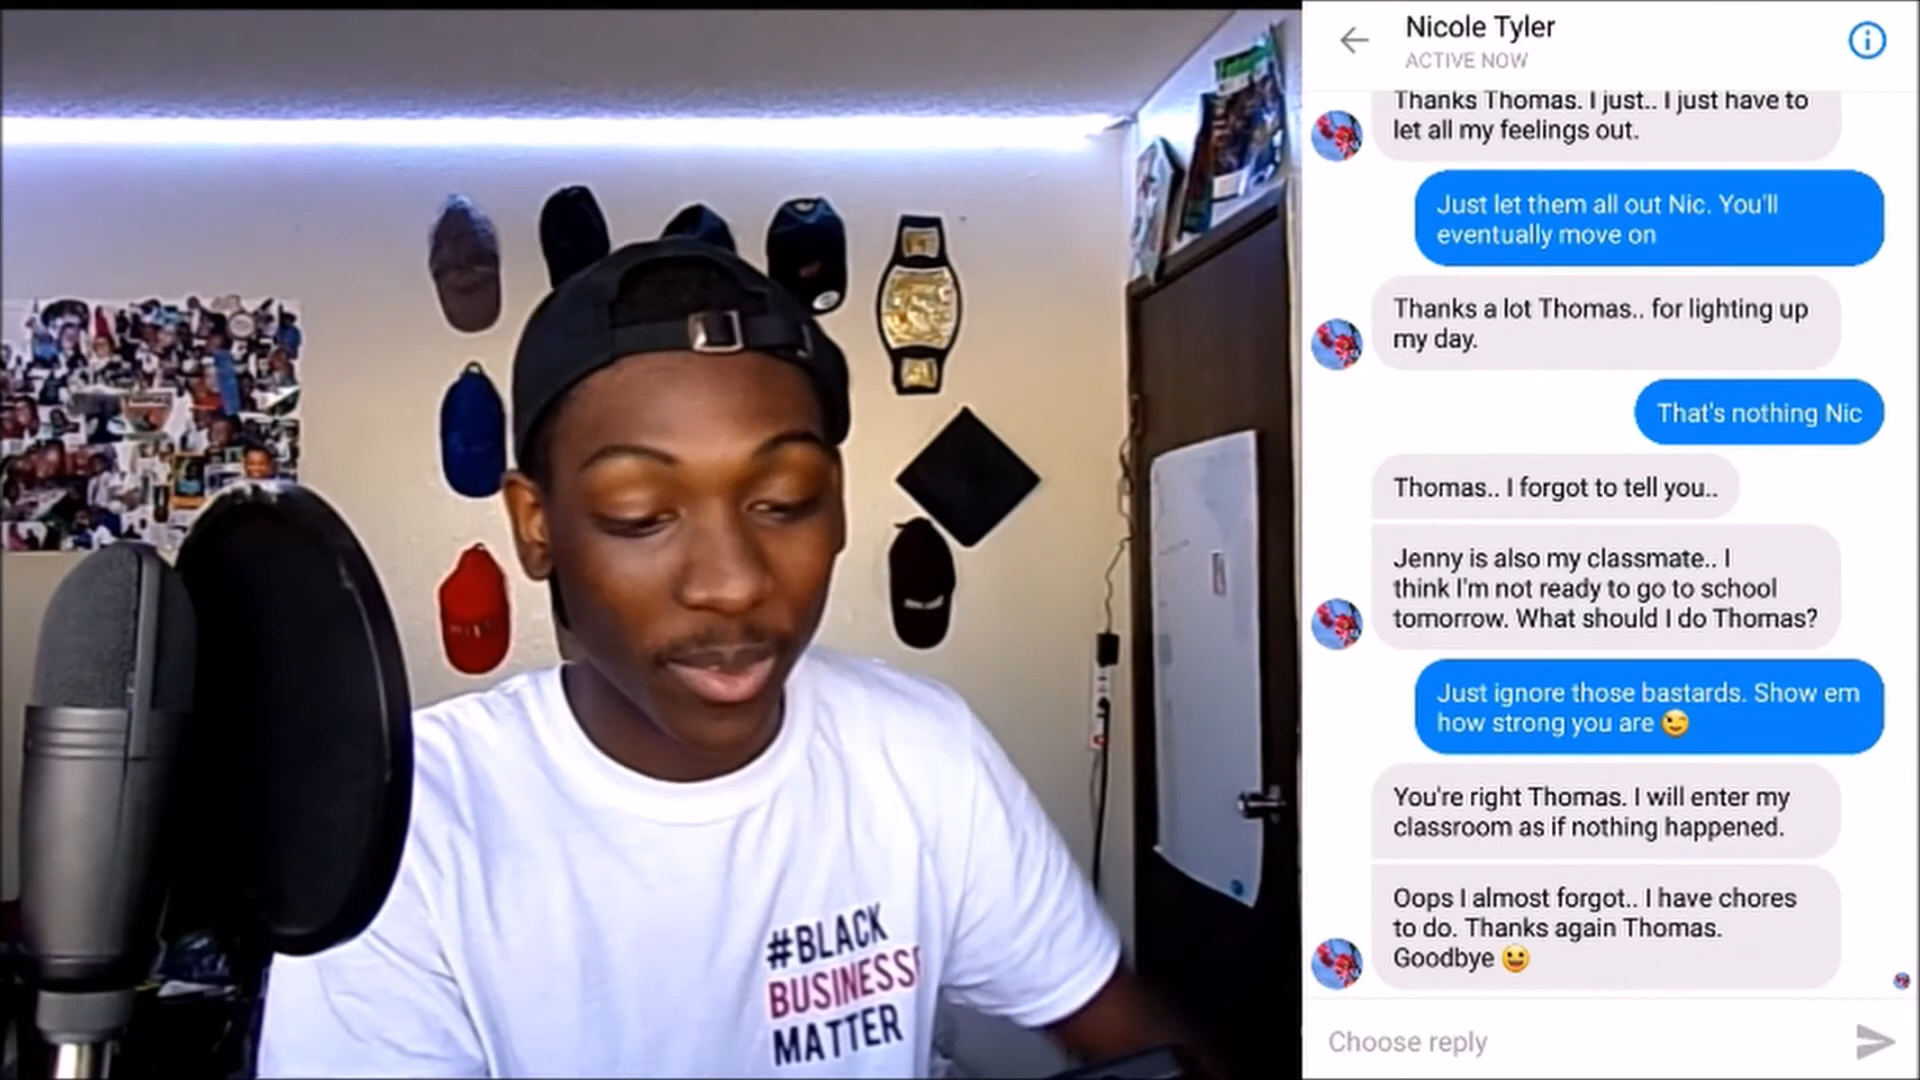 Nicole Tyler
ACTIVE NOW
Thanks Thomas. I just.. I just have to
let all my feelings out.
Just let them all out Nic. You'll
eventually move on
Thanks a lot Thomas.. for lighting up
my day.
That's nothing Nic
Thomas.. I forgot to tell you..
Jenny is also my classmate.. I
think I'm not ready to go to school
tomorrow. What should I do Thomas?
Just ignore those bastards. Show em
how strong you are 😉
You're right Thomas. I will enter my
classroom as if nothing happened.
Oops I almost forgot.. I have chores
to do. Thanks again Thomas.
Goodbye 😀
Choose reply
#BLACK
BUSINESS
MATTER